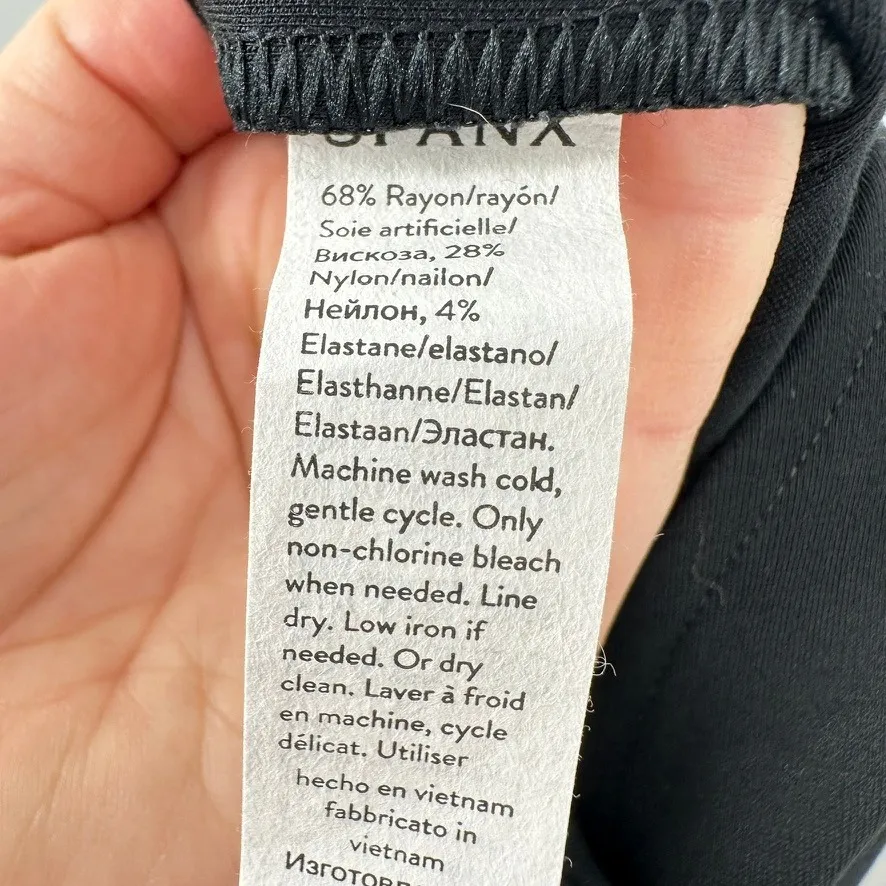 SPANX
68% Rayon/rayón/
Soie artificielle/
Вискоза, 28%
Nylon/nailon/
Нейлон, 4%
Elastane/elastano/
Elasthanne/Elastan/
Elastaan/Эластан.
Machine wash cold,
gentle cycle. Only
non-chlorine bleach
when needed. Line
dry. Low iron if
needed. Or dry
clean. Laver à froid
en machine, cycle
délicat. Utiliser
hecho en vietnam
fabbricato in
vietnam